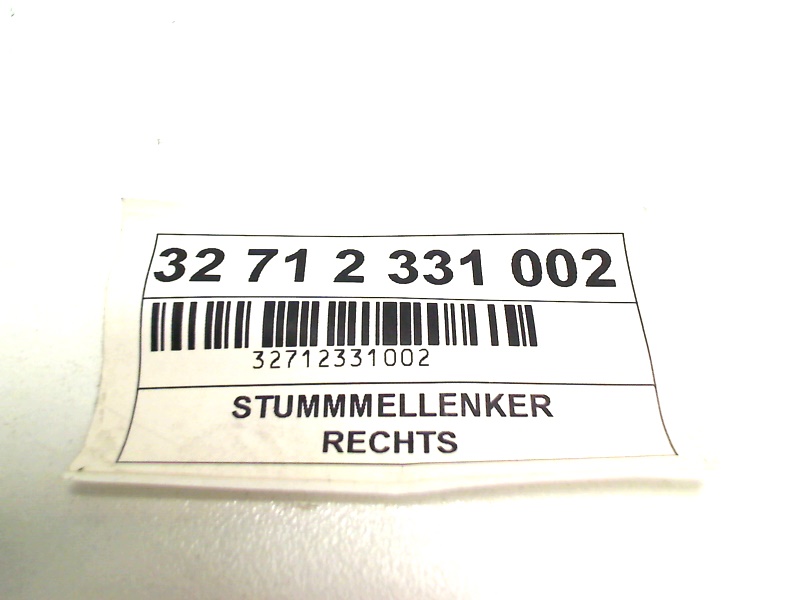 32 71 2 331 002
32712331002
STUMMMELLENKER
RECHTS